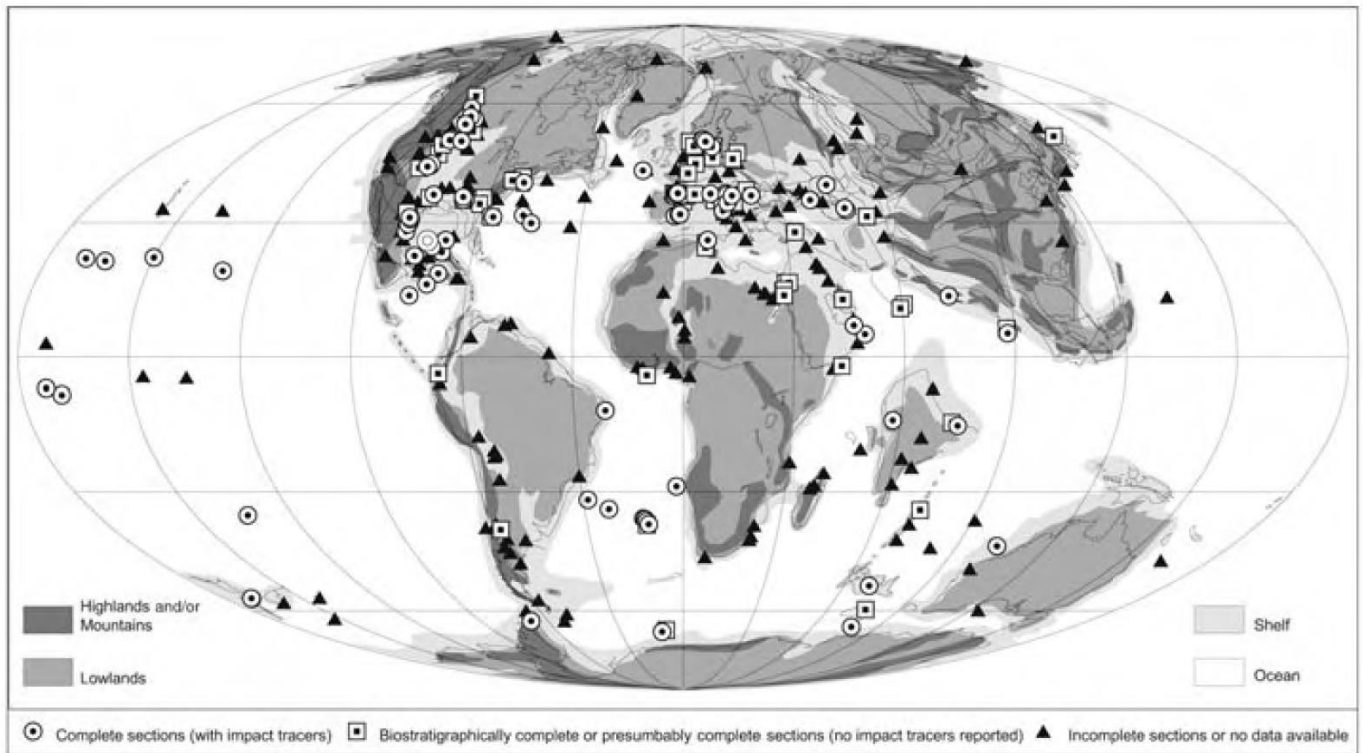 Highlands and/or
Mountains
Lowlands
Shelf
Ocean
Complete sections (with impact tracers)
Biostratigraphically complete or presumbably complete sections (no impact tracers reported)
Incomplete sections or no data available